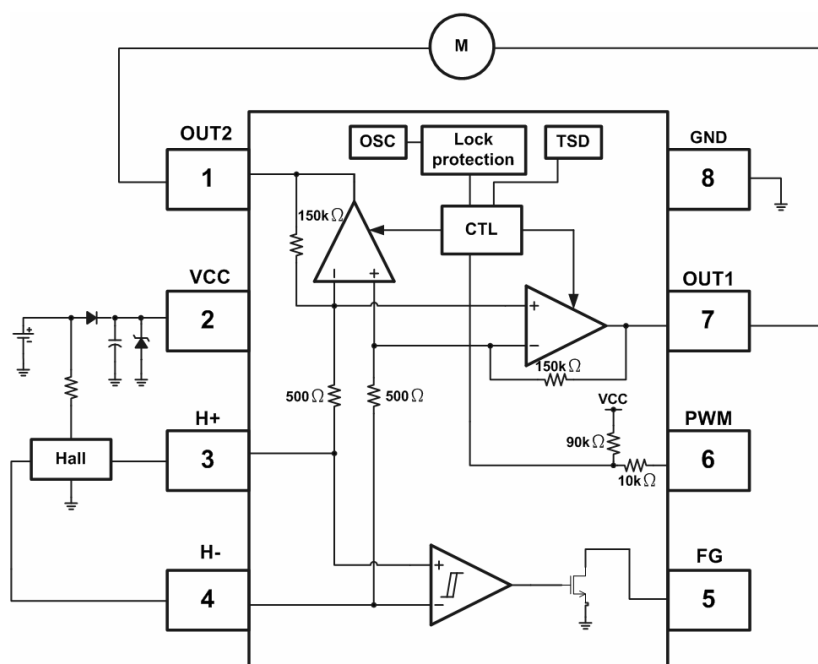 M
OUT2
1
OSC
Lock
protection
TSD
GND
8
150kΩ
CTL
VCC
2
+
-
-
+
+
-
OUT1
7
150kΩ
500Ω
500Ω
VCC
90kΩ
10kΩ
PWM
6
H+
3
Hall
H-
4
+
-
FG
5